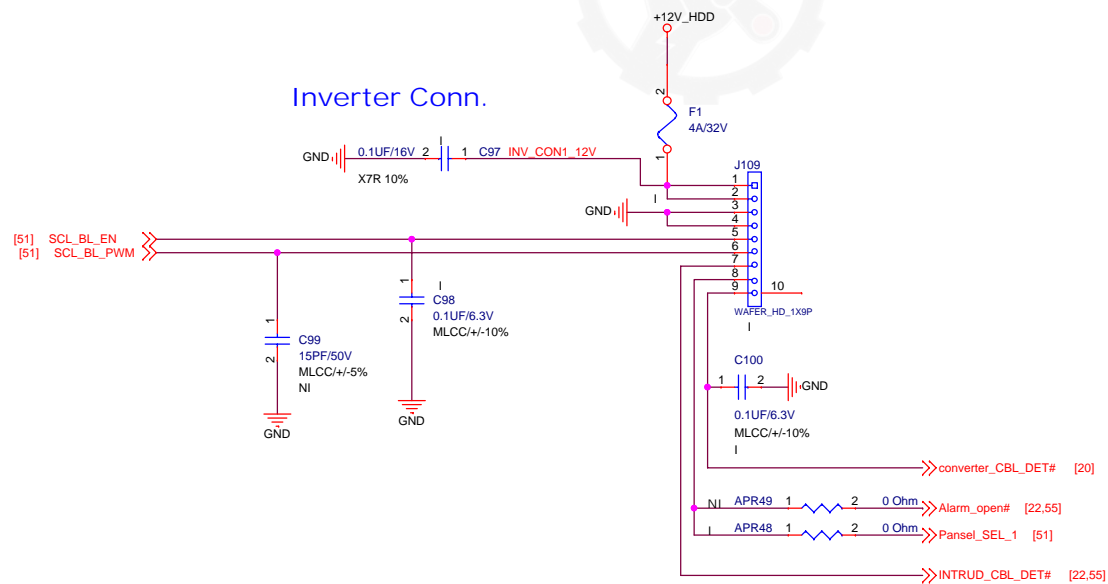 +12V_HDD
Inverter Conn.
2
F1
4A/32V
1
I
GND 0.1UF/16V 2 1 C97 INV_CON1_12V
X7R 10%
J109
1
2
I
GND 3
4
[51] SCL_BL_EN 5
[51] SCL_BL_PWM 6
7
8
9 10
WAFER_HD_1X9P
I
1 I
C98
0.1UF/6.3V
2 MLCC/+/-10%
GND
1
C99
2 15PF/50V
MLCC/+/-5%
NI
GND
C100
1 2 GND
0.1UF/6.3V
MLCC/+/-10%
I
converter_CBL_DET# [20]
NI APR49 1 2 0 Ohm Alarm_open# [22,55]
I APR48 1 2 0 Ohm Pansel_SEL_1 [51]
INTRUD_CBL_DET# [22,55]